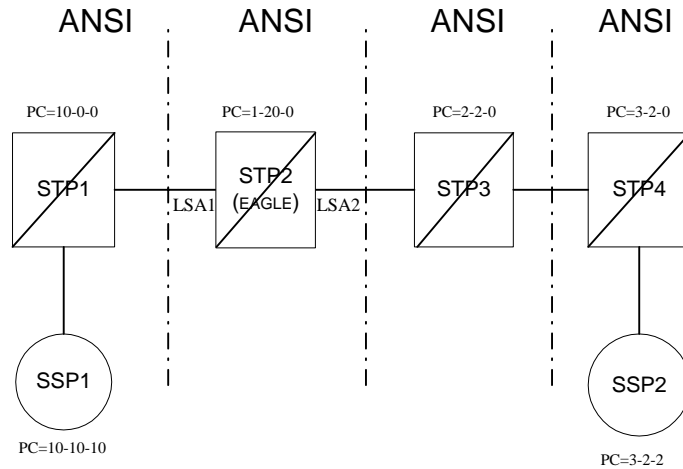 ANSI
ANSI
ANSI
ANSI
PC=10-0-0
PC=1-20-0
PC=2-2-0
PC=3-2-0
STP1
STP2
(EAGLE)
STP3
STP4
LSA1
LSA2
SSP1
SSP2
PC=10-10-10
PC=3-2-2